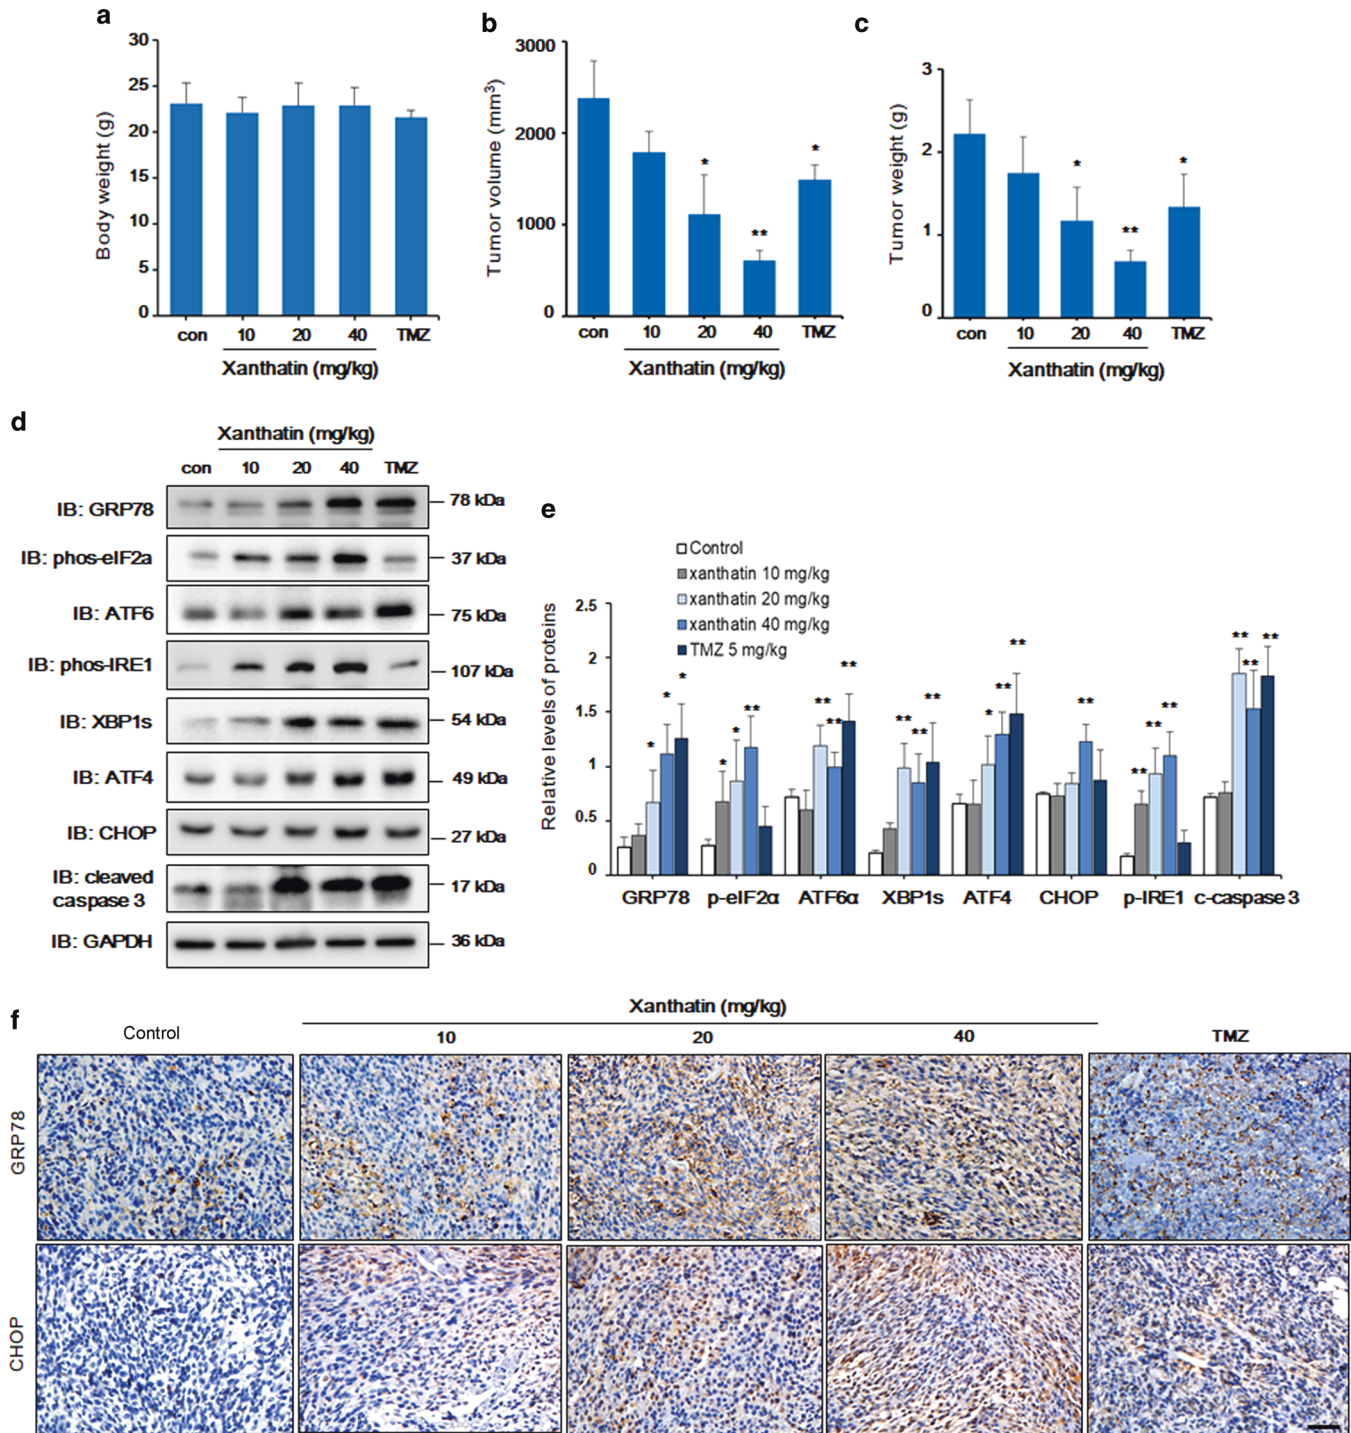 a
30
25
20
15
10
5
0
Body weight (g)
con 10 20 40 TMZ
Xanthatin (mg/kg)
b
3000
2000
1000
0
Tumor volume (mm³)
* ** *
con 10 20 40 TMZ
Xanthatin (mg/kg)
c
3
2
1
0
Tumor weight (g)
* ** *
con 10 20 40 TMZ
Xanthatin (mg/kg)
d
Xanthatin (mg/kg)
con 10 20 40 TMZ
IB: GRP78 78 kDa
IB: phos-eIF2a 37 kDa
IB: ATF6 75 kDa
IB: phos-IRE1 107 kDa
IB: XBP1s 54 kDa
IB: ATF4 49 kDa
IB: CHOP 27 kDa
IB: cleaved
caspase 3 17 kDa
IB: GAPDH 36 kDa
e
Control
xanthatin 10 mg/kg
xanthatin 20 mg/kg
xanthatin 40 mg/kg
TMZ 5 mg/kg
2.5
2
1.5
1
0.5
0
Relative levels of proteins
* * * * * ** ** ** ** ** ** ** * ** ** ** ** ** ** ** ** **
GRP78 p-eIF2α ATF6α XBP1s ATF4 CHOP p-IRE1 c-caspase 3
f
Xanthatin (mg/kg)
Control 10 20 40 TMZ
GRP78
CHOP